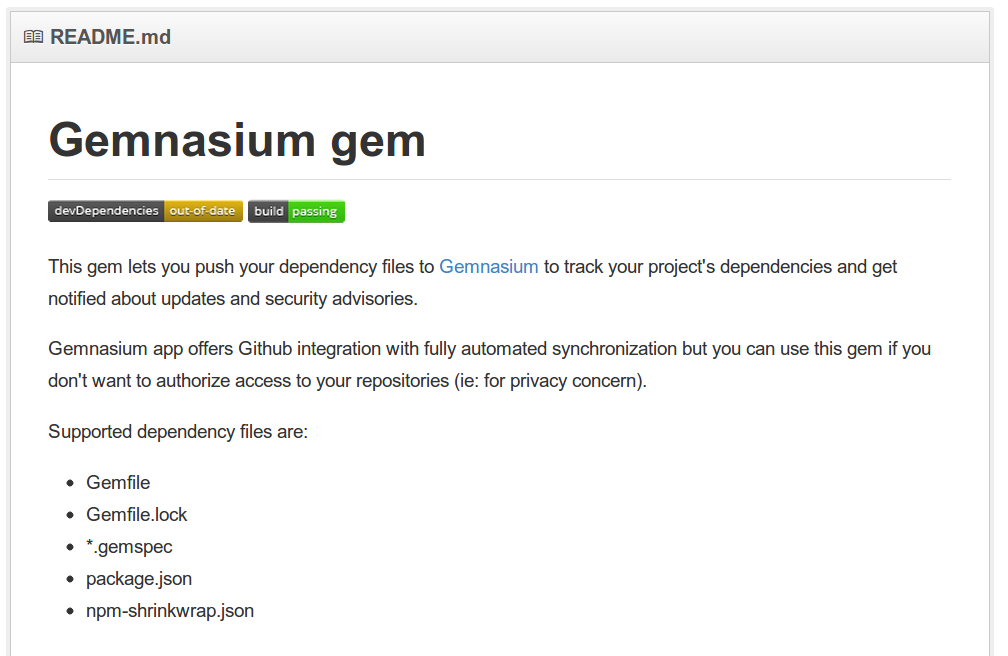 README.md
Gemnasium gem
devDependencies out-of-date build passing
This gem lets you push your dependency files to Gemnasium to track your project's dependencies and get
notified about updates and security advisories.
Gemnasium app offers Github integration with fully automated synchronization but you can use this gem if you
don't want to authorize access to your repositories (ie: for privacy concern).
Supported dependency files are:
• Gemfile
• Gemfile.lock
• *.gemspec
• package.json
• npm-shrinkwrap.json